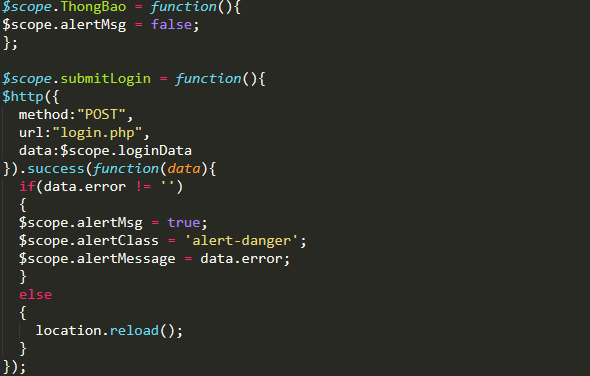 $scope.ThongBao = function(){
$scope.alertMsg = false;
};

$scope.submitLogin = function(){
$http({
  method:"POST",
  url:"login.php",
  data:$scope.loginData
}).success(function(data){
  if(data.error != '')
  {
  $scope.alertMsg = true;
  $scope.alertClass = 'alert-danger';
  $scope.alertMessage = data.error;
  }
  else
  {
    location.reload();
  }
});